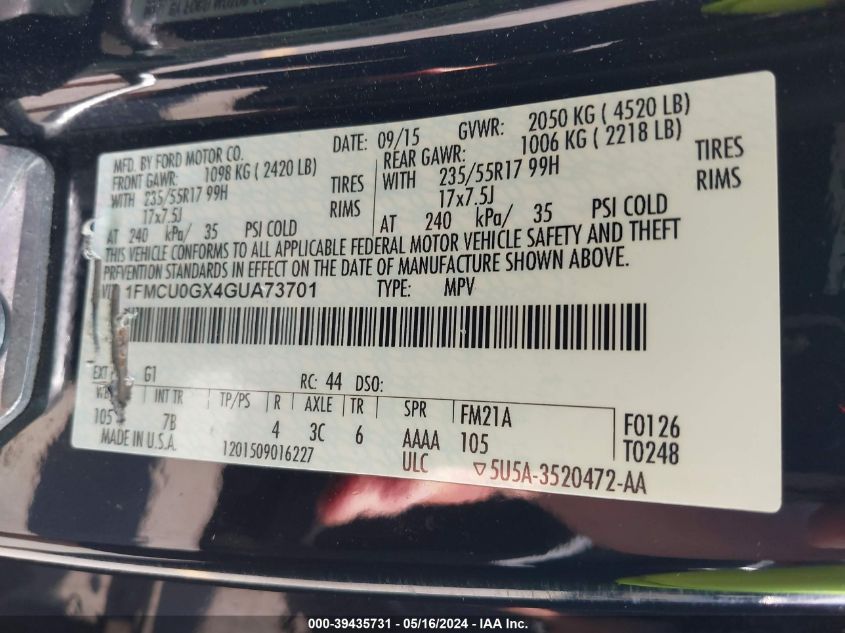 MFD. BY FORD MOTOR CO.
DATE: 09/15 GVWR: 2050 KG ( 4520 LB)
FRONT GAWR: 1098 KG ( 2420 LB)
REAR GAWR: 1006 KG ( 2218 LB)
WITH 235/55R17 99H TIRES
WITH 235/55R17 99H TIRES
17x7.5J RIMS
17x7.5J RIMS
AT 240 kPa/ 35 PSI COLD
AT 240 kPa/ 35 PSI COLD
THIS VEHICLE CONFORMS TO ALL APPLICABLE FEDERAL MOTOR VEHICLE SAFETY AND THEFT
PREVENTION STANDARDS IN EFFECT ON THE DATE OF MANUFACTURE SHOWN ABOVE.
1FMCU0GX4GUA73701 TYPE: MPV
EXT G1 RC: 44 DSO:
WB INT TR TP/PS R AXLE TR SPR FM21A
105 7B 4 3C 6 AAAA 105 F0126
MADE IN U.S.A. 1201509016227 ULC 5U5A-3520472-AA T0248
000-39435731 - 05/16/2024 - IAA Inc.